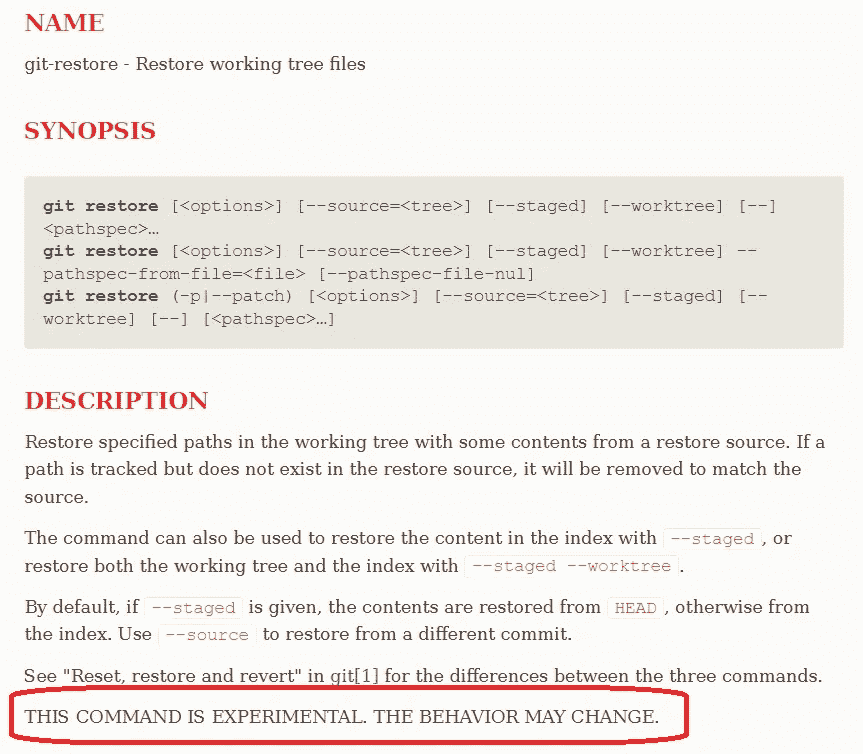 NAME
git-restore - Restore working tree files
SYNOPSIS
git restore [<options>] [--source=<tree>] [--staged] [--worktree] [--]
<pathspec>…
git restore [<options>] [--source=<tree>] [--staged] [--worktree] --
pathspec-from-file=<file> [--pathspec-file-nul]
git restore (-p|--patch) [<options>] [--source=<tree>] [--staged] [--
worktree] [--] [<pathspec>…]
DESCRIPTION
Restore specified paths in the working tree with some contents from a restore source. If a
path is tracked but does not exist in the restore source, it will be removed to match the
source.
The command can also be used to restore the content in the index with --staged, or
restore both the working tree and the index with --staged --worktree.
By default, if --staged is given, the contents are restored from HEAD, otherwise from
the index. Use --source to restore from a different commit.
See "Reset, restore and revert" in git[1] for the differences between the three commands.
THIS COMMAND IS EXPERIMENTAL. THE BEHAVIOR MAY CHANGE.